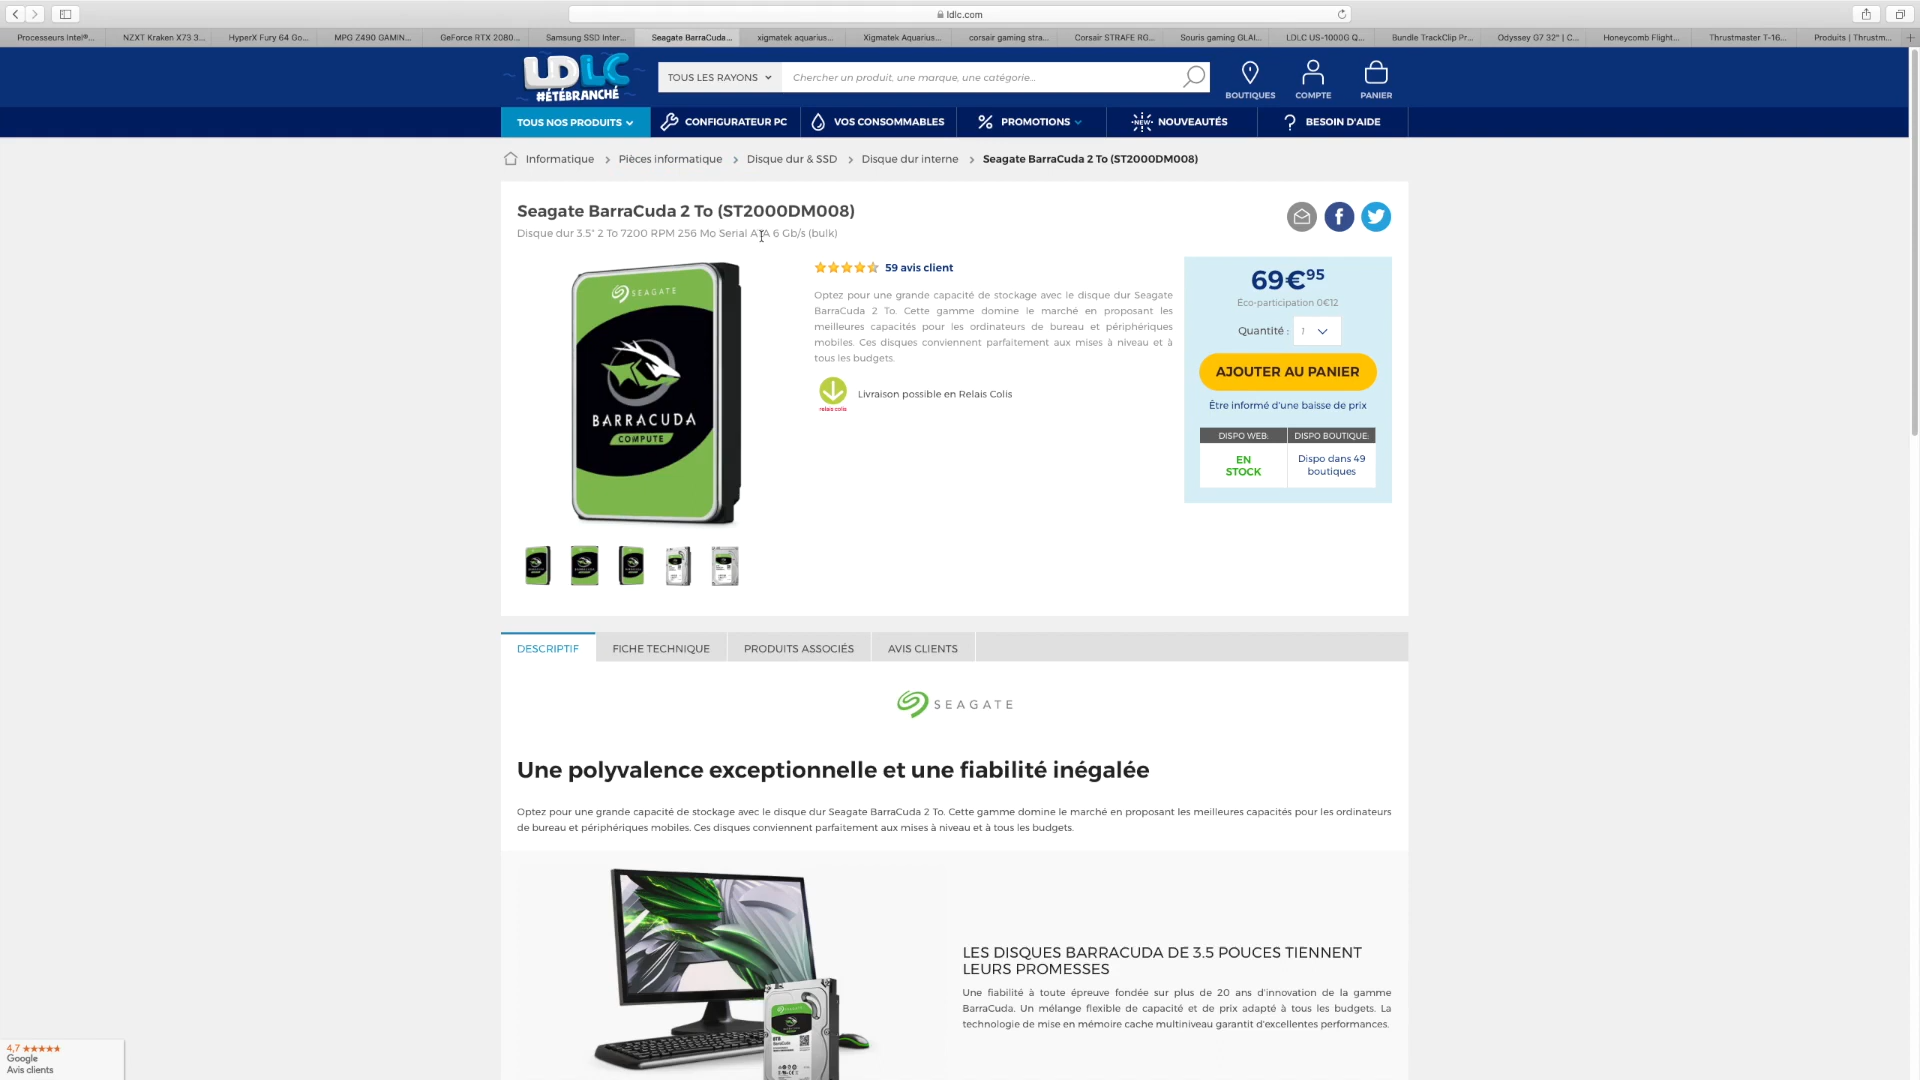 ldlc.com
Processeurs Intel®...
NZXT Kraken X73 3...
HyperX Fury 64 Go...
MPG Z490 GAMIN...
GeForce RTX 2080...
Samsung SSD Inter...
Seagate BarraCuda...
xigmatek aquarius...
Xigmatek Aquarius...
corsair gaming stra...
Corsair STRAFE RG...
Souris gaming GLAI...
LDLC US-1000G Q...
Bundle TrackClip Pr...
Odyssey G7 32" | C...
Honeycomb Flight...
Thrustmaster T-16...
Produits | Thrustm...
LDLC
#ÉTÉBRANCHÉ
TOUS LES RAYONS
Chercher un produit, une marque, une catégorie...
BOUTIQUES
COMPTE
PANIER
TOUS NOS PRODUITS
CONFIGURATEUR PC
VOS CONSOMMABLES
PROMOTIONS
NEW
NOUVEAUTÉS
BESOIN D'AIDE
Informatique > Pièces informatique > Disque dur & SSD > Disque dur interne > Seagate BarraCuda 2 To (ST2000DM008)
Seagate BarraCuda 2 To (ST2000DM008)
Disque dur 3.5" 2 To 7200 RPM 256 Mo Serial ATA 6 Gb/s (bulk)
SEAGATE
BARRACUDA
COMPUTE
59 avis client
Optez pour une grande capacité de stockage avec le disque dur Seagate
BarraCuda 2 To. Cette gamme domine le marché en proposant les
meilleures capacités pour les ordinateurs de bureau et périphériques
mobiles. Ces disques conviennent parfaitement aux mises à niveau et à
tous les budgets.
relais colis
Livraison possible en Relais Colis
69€95
Éco-participation 0€12
Quantité : 1
AJOUTER AU PANIER
Être informé d'une baisse de prix
DISPO WEB:
DISPO BOUTIQUE:
EN
STOCK
Dispo dans 49
boutiques
DESCRIPTIF
FICHE TECHNIQUE
PRODUITS ASSOCIÉS
AVIS CLIENTS
SEAGATE
Une polyvalence exceptionnelle et une fiabilité inégalée
Optez pour une grande capacité de stockage avec le disque dur Seagate BarraCuda 2 To. Cette gamme domine le marché en proposant les meilleures capacités pour les ordinateurs
de bureau et périphériques mobiles. Ces disques conviennent parfaitement aux mises à niveau et à tous les budgets.
LES DISQUES BARRACUDA DE 3.5 POUCES TIENNENT
LEURS PROMESSES
Une fiabilité à toute épreuve fondée sur plus de 20 ans d'innovation de la gamme
BarraCuda. Un mélange flexible de capacité et de prix adapté à tous les budgets. La
technologie de mise en mémoire cache multiniveau garantit d'excellentes performances.
4,7
Google
Avis clients